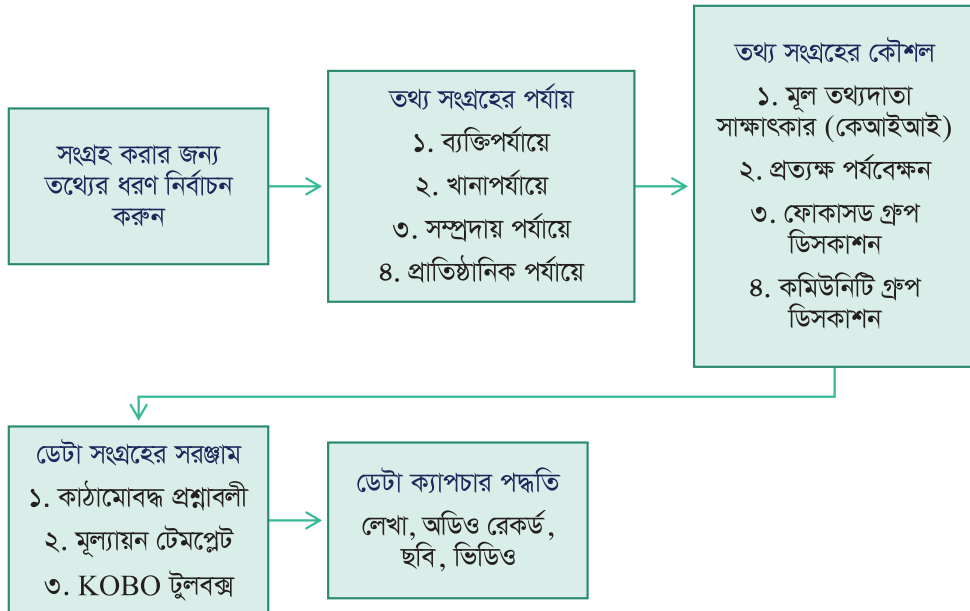 সংগ্রহ করার জন্য
তথ্যের ধরণ নির্বাচন
করুন
তথ্য সংগ্রহের পর্যায়
১. ব্যক্তিপর্যায়ে
২. খানাপর্যায়ে
৩. সম্প্রদায় পর্যায়ে
৪. প্রাতিষ্ঠানিক পর্যায়ে
তথ্য সংগ্রহের কৌশল
১. মূল তথ্যদাতা
সাক্ষাৎকার (কেআইআই)
২. প্রত্যক্ষ পর্যবেক্ষন
৩. ফোকাসড গ্রুপ
ডিসকাশন
৪. কমিউনিটি গ্রুপ
ডিসকাশন
ডেটা সংগ্রহের সরঞ্জাম
১. কাঠামোবদ্ধ প্রশ্নাবলী
২. মূল্যায়ন টেমপ্লেট
৩. KOBO টুলবক্স
ডেটা ক্যাপচার পদ্ধতি
লেখা, অডিও রেকর্ড,
ছবি, ভিডিও